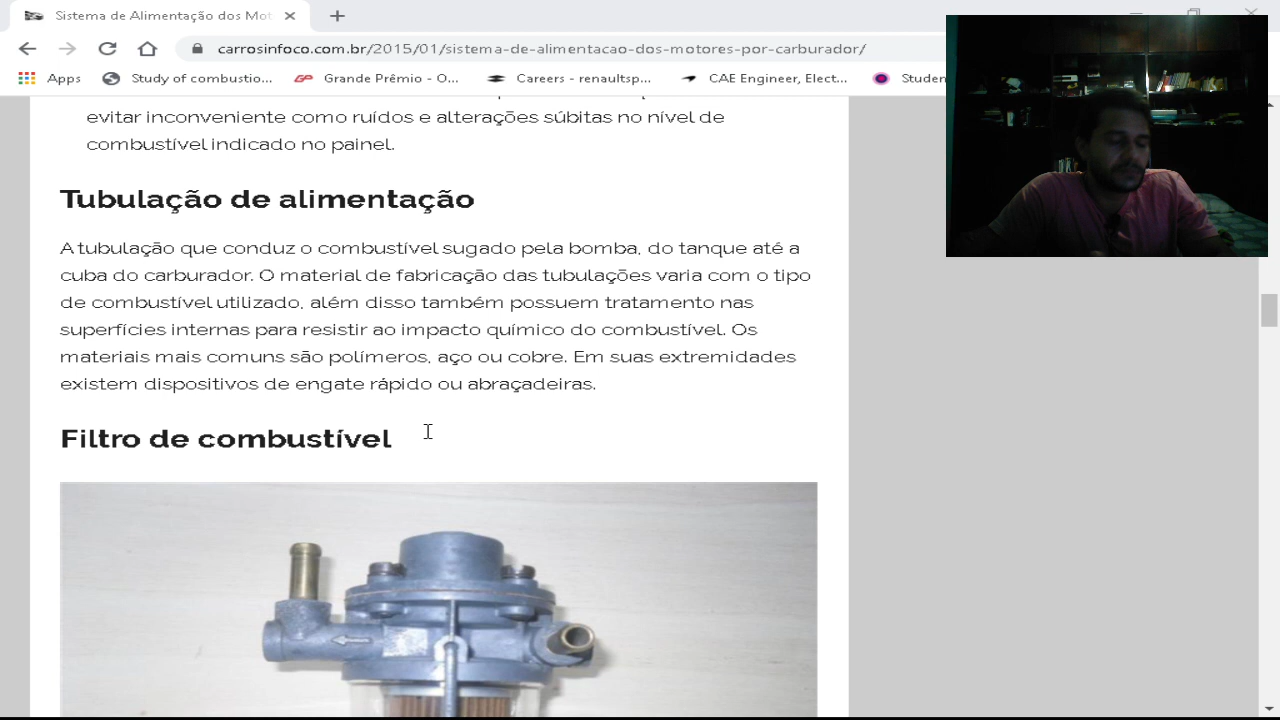 Sistema de Alimentação dos Mot
carrosinfoco.com.br/2015/01/sistema-de-alimentacao-dos-motores-por-carburador/
Apps Study of combustio... Grande Prêmio - O... Careers - renaultsp... CAE Engineer, Elect... Studen
evitar inconveniente como ruídos e alterações súbitas no nível de
combustível indicado no painel.
Tubulação de alimentação
A tubulação que conduz o combustível sugado pela bomba, do tanque até a
cuba do carburador. O material de fabricação das tubulações varia com o tipo
de combustível utilizado, além disso também possuem tratamento nas
superfícies internas para resistir ao impacto químico do combustível. Os
materiais mais comuns são polímeros, aço ou cobre. Em suas extremidades
existem dispositivos de engate rápido ou abraçadeiras.
Filtro de combustível